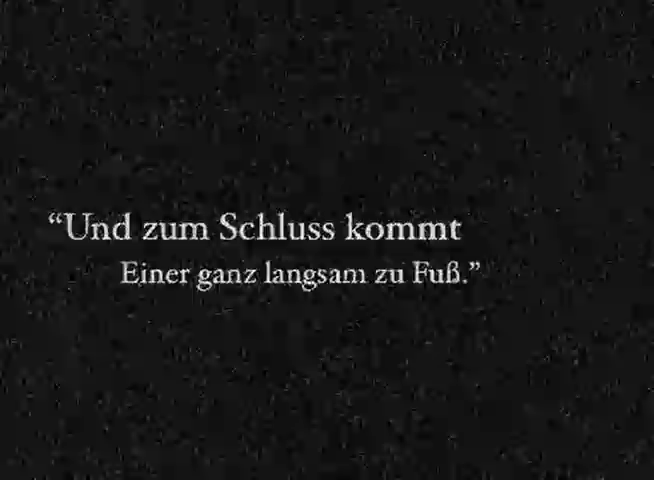 “Und zum Schluss kommt
Einer ganz langsam zu Fuß.”